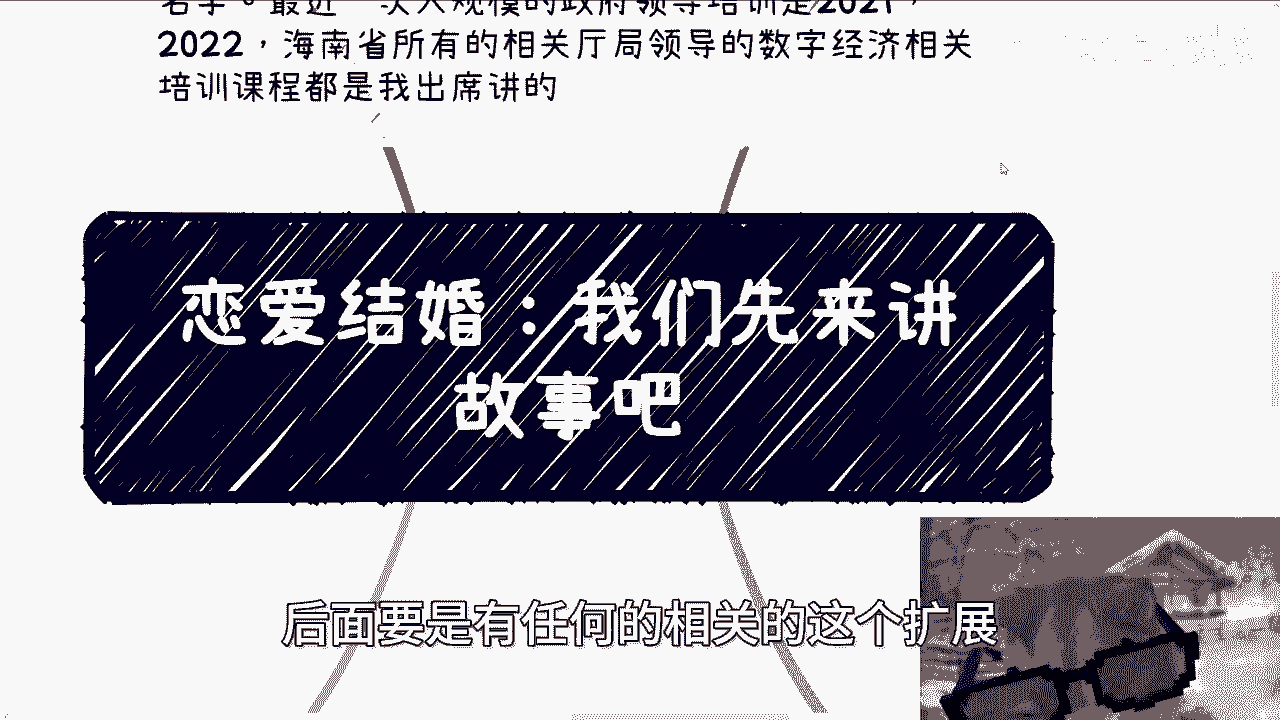 名字。最近一次大规模的政府领导培训是2021，
2022，海南省所有的相关厅局领导的数字经济相关
培训课程都是我出席讲的
恋爱结婚：我们先来讲
故事吧
后面要是有任何的相关的这个扩展